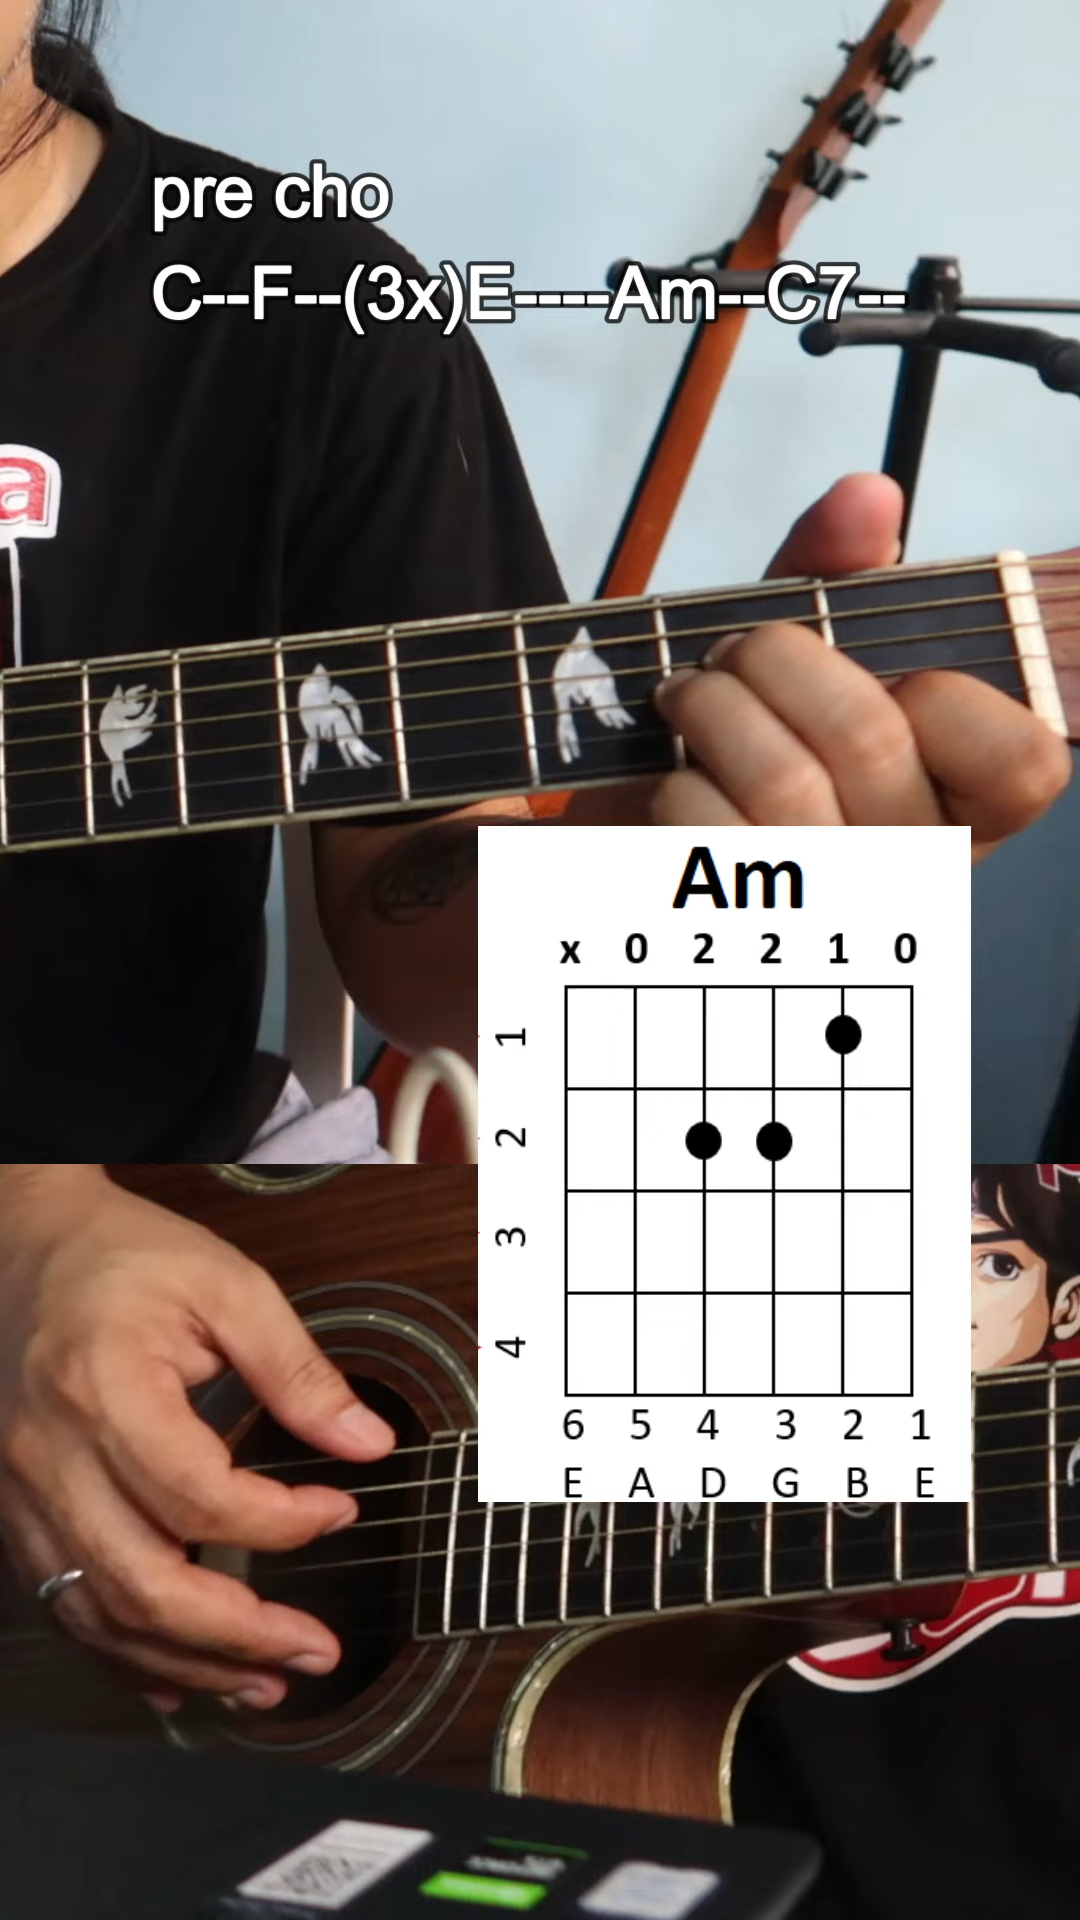 pre cho
C--F--(3x)E----Am--C7--
a
Am
x 0 2 2 1 0
1
2
3
4
6 5 4 3 2 1
E A D G B E